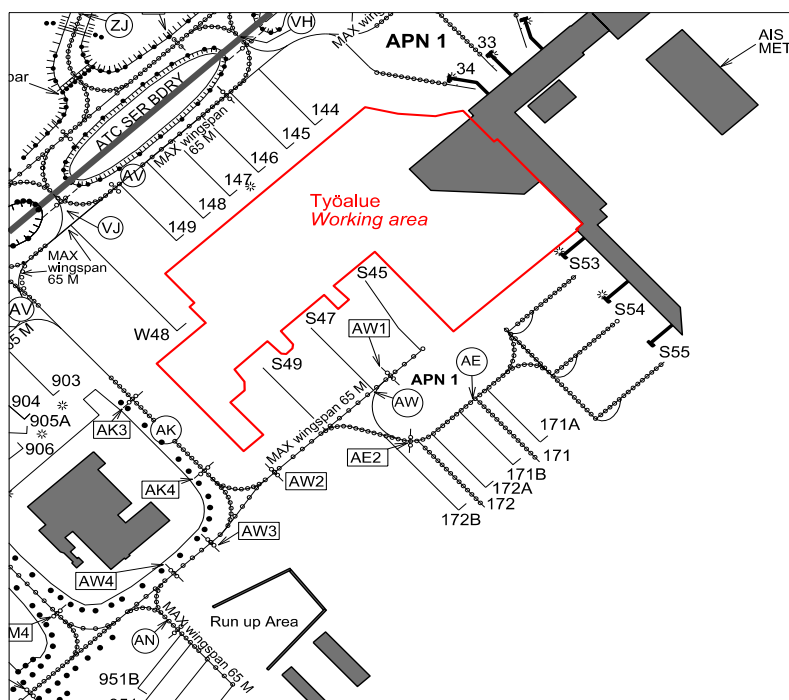 ZJ
VH
MAX wingspan
APN 1
33
34
AIS
MET
ATC SER BDRY
MAX wingspan
65 M
144
145
146
147
148
149
AV
VJ
MAX
wingspan
65 M
AV
65 M
W48
Työalue
Working area
S45
S47
S49
S53
S54
S55
AW1
APN 1
AE
AW
MAX wingspan 65 M
903
904
905A
906
AK3
AK
AK4
AE2
AW2
AW3
AW4
171A
171
171B
172A
172
172B
M4
AN
MAX wingspan 65 M
Run up Area
951B